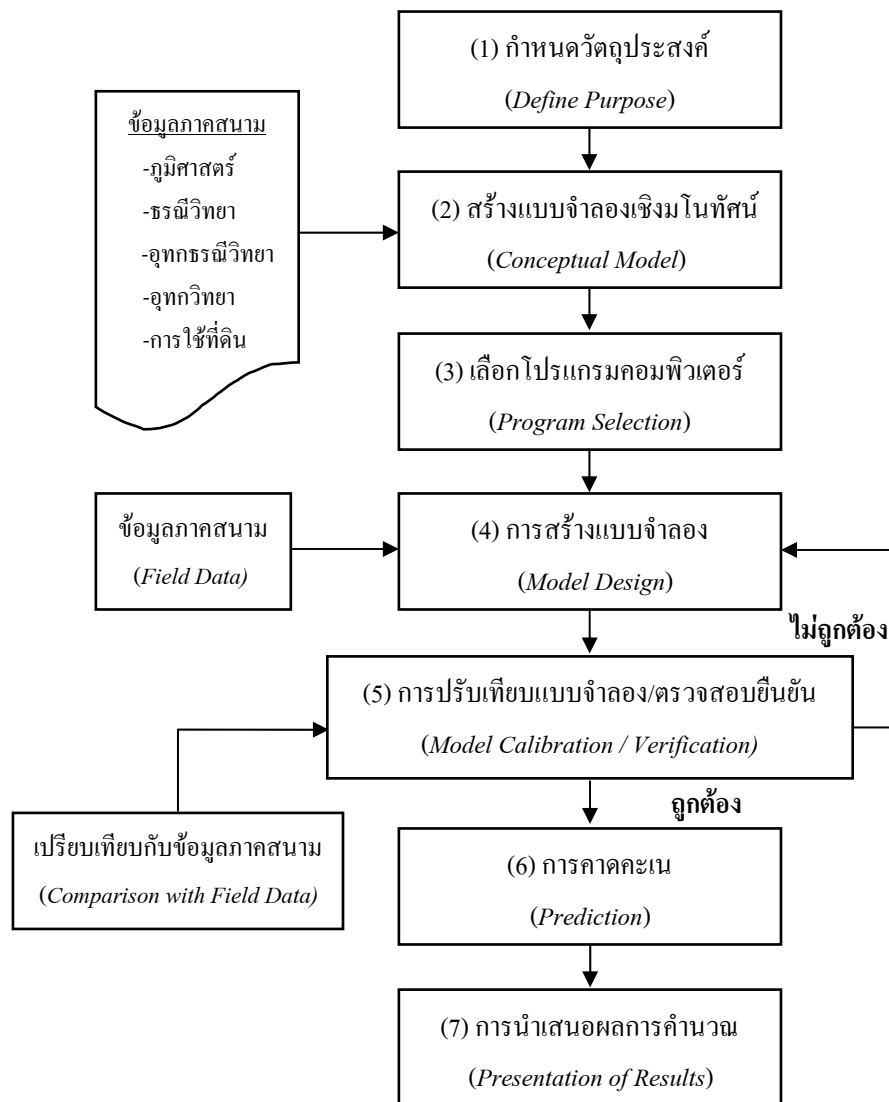 (1) กำหนดวัตถุประสงค์
(Define Purpose)
ข้อมูลภาคสนาม
-ภูมิศาสตร์
-ธรณีวิทยา
-อุทกธรณีวิทยา
-อุทกวิทยา
-การใช้ที่ดิน
(2) สร้างแบบจำลองเชิงมโนทัศน์
(Conceptual Model)
(3) เลือกโปรแกรมคอมพิวเตอร์
(Program Selection)
ข้อมูลภาคสนาม
(Field Data)
(4) การสร้างแบบจำลอง
(Model Design)
ไม่ถูกต้อง
(5) การปรับเทียบแบบจำลอง/ตรวจสอบยืนยัน
(Model Calibration / Verification)
ถูกต้อง
เปรียบเทียบกับข้อมูลภาคสนาม
(Comparison with Field Data)
(6) การคาดคะเน
(Prediction)
(7) การนำเสนอผลการคำนวณ
(Presentation of Results)